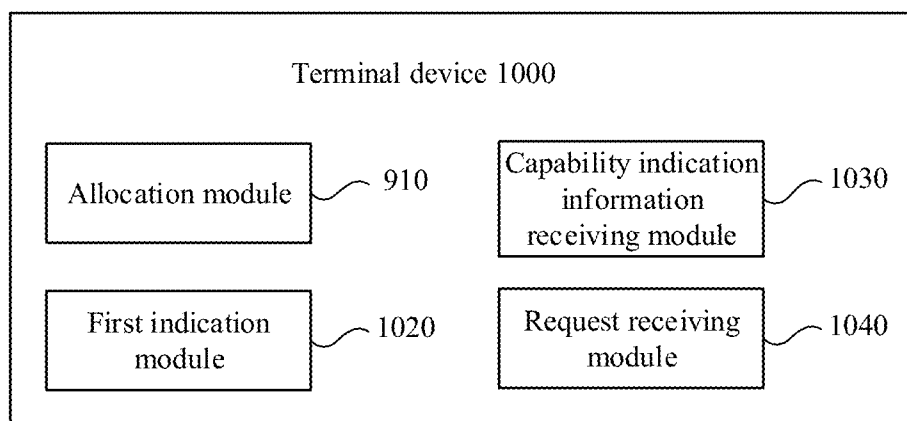 Terminal device 1000
Allocation module
910
Capability indication
information
receiving module
1030
First indication
module
1020
Request receiving
module
1040